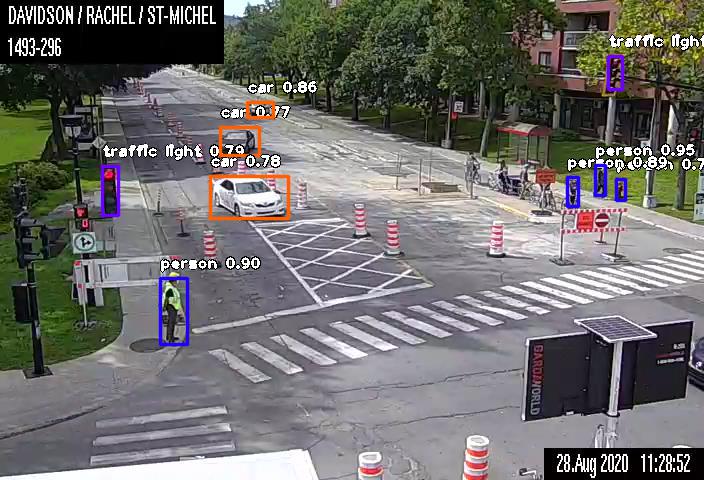 DAVIDSON / RACHEL / ST-MICHEL
1493-296
traffic light
car 0.86
car 0.77
traffic light 0.79
car 0.78
person 0.95
person 0.89
person 0.90
GARDAWORLD
28.Aug 2020 11:28:52